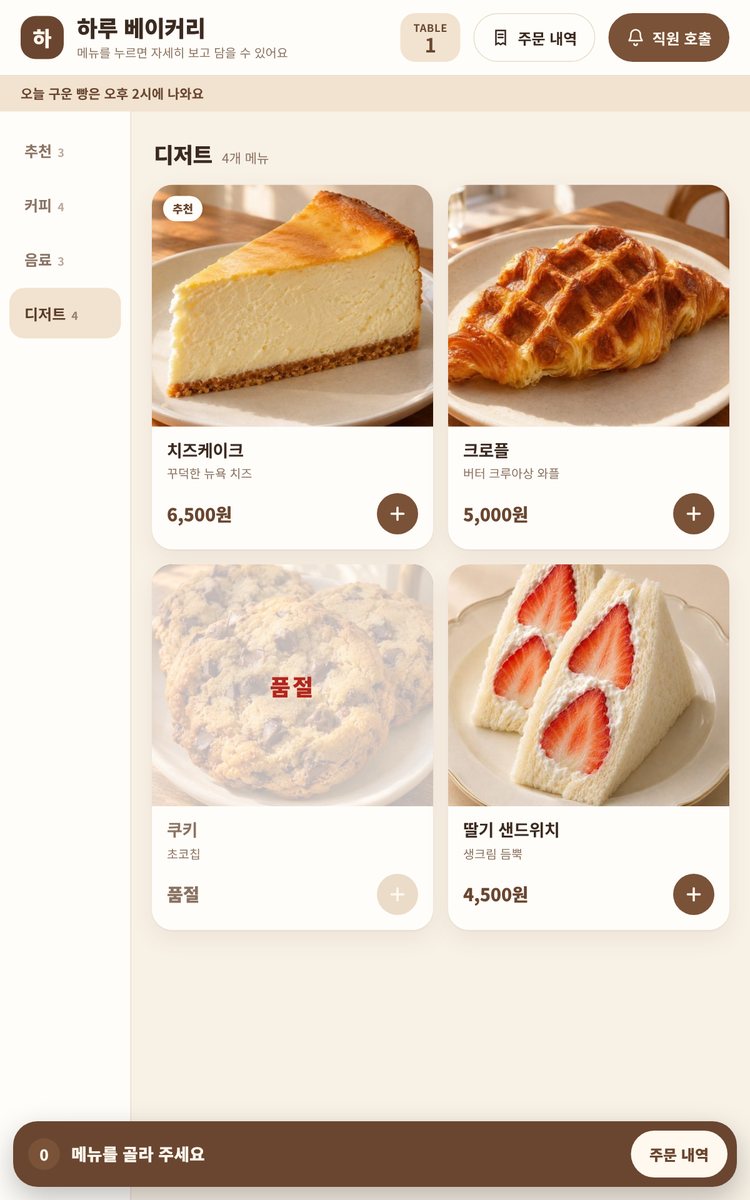 하
하루 베이커리
메뉴를 누르면 자세히 보고 담을 수 있어요
TABLE
1
주문 내역
직원 호출
오늘 구운 빵은 오후 2시에 나와요
추천 3
커피 4
음료 3
디저트 4
디저트 4개 메뉴
추천
치즈케이크
꾸덕한 뉴욕 치즈
6,500원
크로플
버터 크루아상 와플
5,000원
품절
쿠키
초코칩
품절
딸기 샌드위치
생크림 듬뿍
4,500원
0 메뉴를 골라 주세요
주문 내역